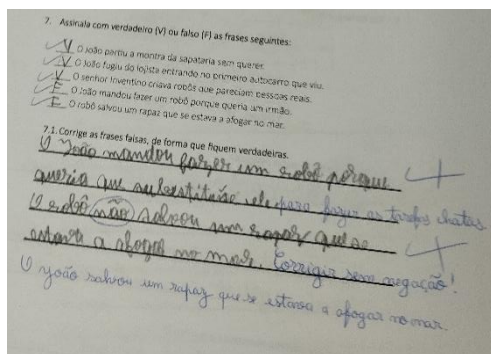 7. Assinala com verdadeiro (V) ou falso (F) as frases seguintes:
V O João partiu a montra da sapataria sem querer.
V O João fugiu do lojista entrando no primeiro autocarro que viu.
V O senhor Inventino criava robôs que pareciam pessoas reais.
F O João mandou fazer um robô porque queria um irmão.
F O robô salvou um rapaz que se estava a afogar no mar.
7.1. Corrige as frases falsas, de forma que fiquem verdadeiras.
O João mandou fazer um robô porque
queria que substituísse ele para fazer as tarefas chatas.
O robô não salvou um rapaz que se
estava a afogar no mar. Corrigir sem negação!
O João salvou um rapaz que se estava a afogar no mar.